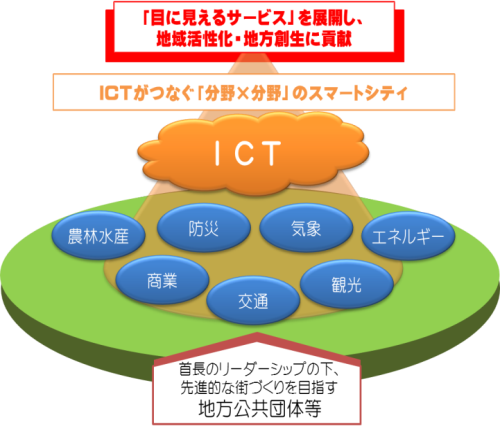 「目に見えるサービス」を展開し、
地域活性化・地方創生に貢献
ICTがつなぐ「分野×分野」のスマートシティ
ICT
農林水産
防災
気象
エネルギー
商業
交通
観光
首長のリーダーシップの下、
先進的な街づくりを目指す
地方公共団体等